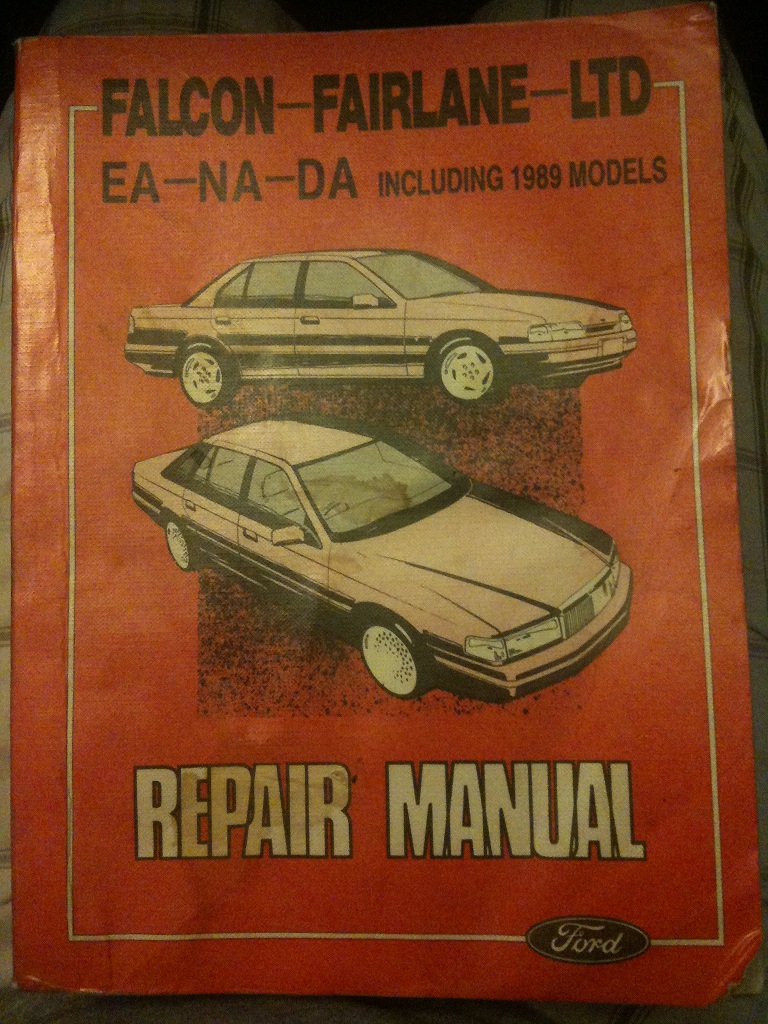 FALCON—FAIRLANE—LTD
EA—NA—DA INCLUDING 1989 MODELS
REPAIR MANUAL
Ford